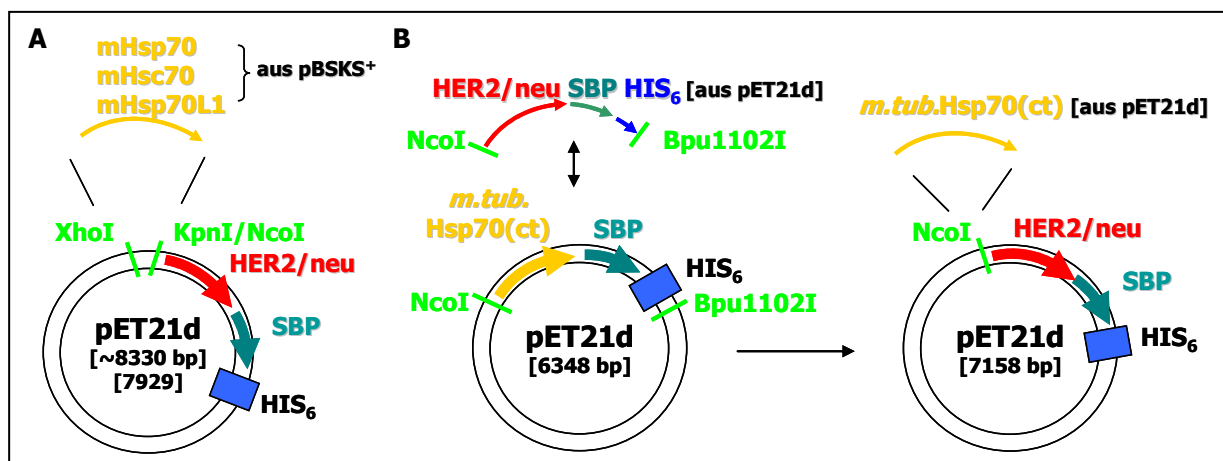 A
mHsp70
mHsc70
mHsp70L1
aus pBSKS+
XhoI
KpnI/NcoI
HER2/neu
SBP
HIS6
pET21d
[~8330 bp]
[7929]
B
HER2/neu SBP HIS6 [aus pET21d]
NcoI
Bpu1102I
m.tub.
Hsp70(ct)
SBP
HIS6
NcoI
Bpu1102I
pET21d
[6348 bp]
m.tub.Hsp70(ct) [aus pET21d]
NcoI
HER2/neu
SBP
HIS6
pET21d
[7158 bp]